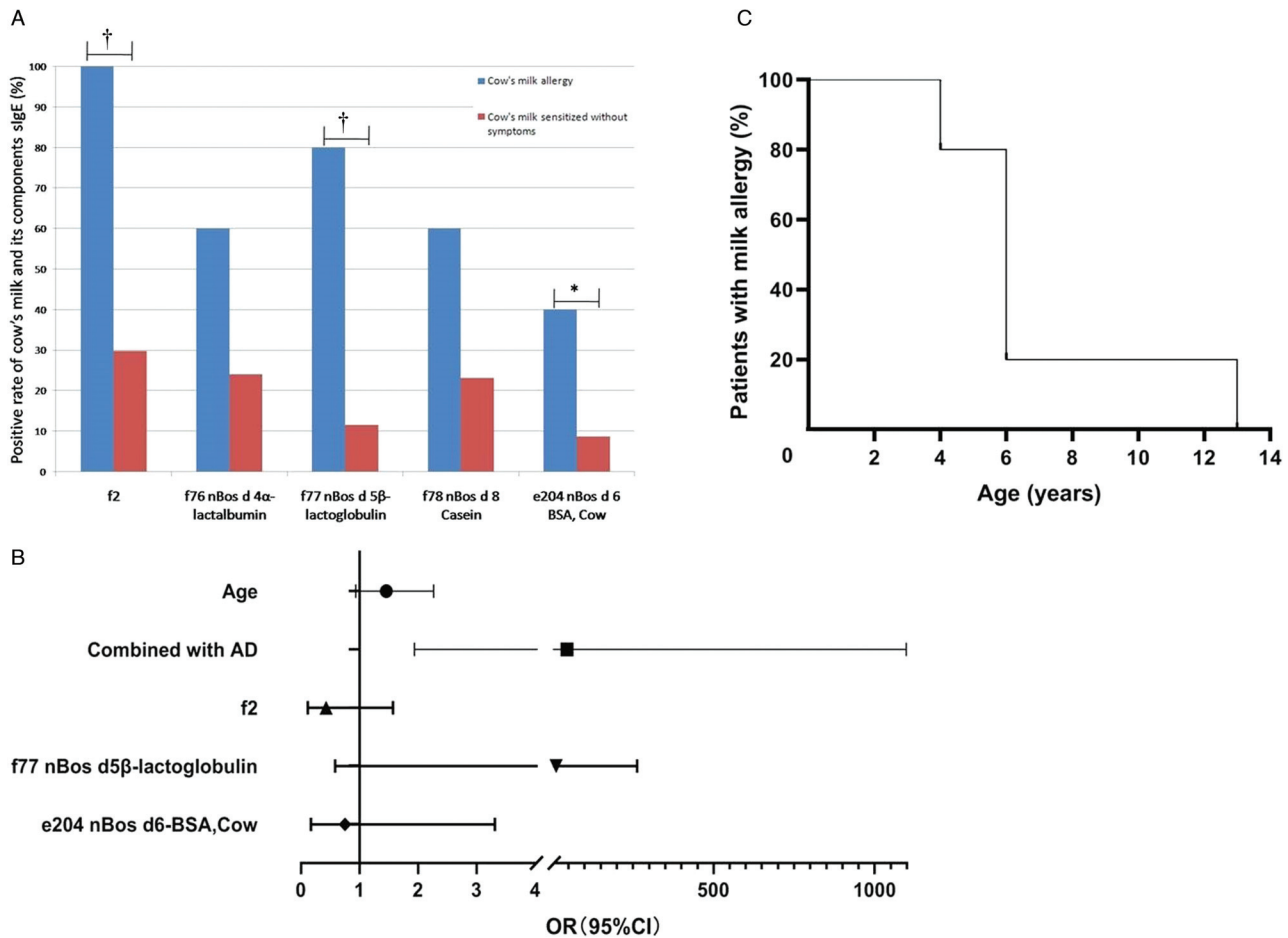 A
†
†
*
Positive rate of cow's milk and its components sIgE (%)
100
90
80
70
60
50
40
30
20
10
0
Cow's milk allergy
Cow's milk sensitized without
symptoms
f2
f76 nBos d 4α-
lactalbumin
f77 nBos d 5β-
lactoglobulin
f78 nBos d 8
Casein
e204 nBos d 6
BSA, Cow
C
Patients with milk allergy (%)
100
80
60
40
20
0
2 4 6 8 10 12 14
Age (years)
B
Age
Combined with AD
f2
f77 nBos d5β-lactoglobulin
e204 nBos d6-BSA,Cow
0 1 2 3 4 500 1000
OR(95%CI)